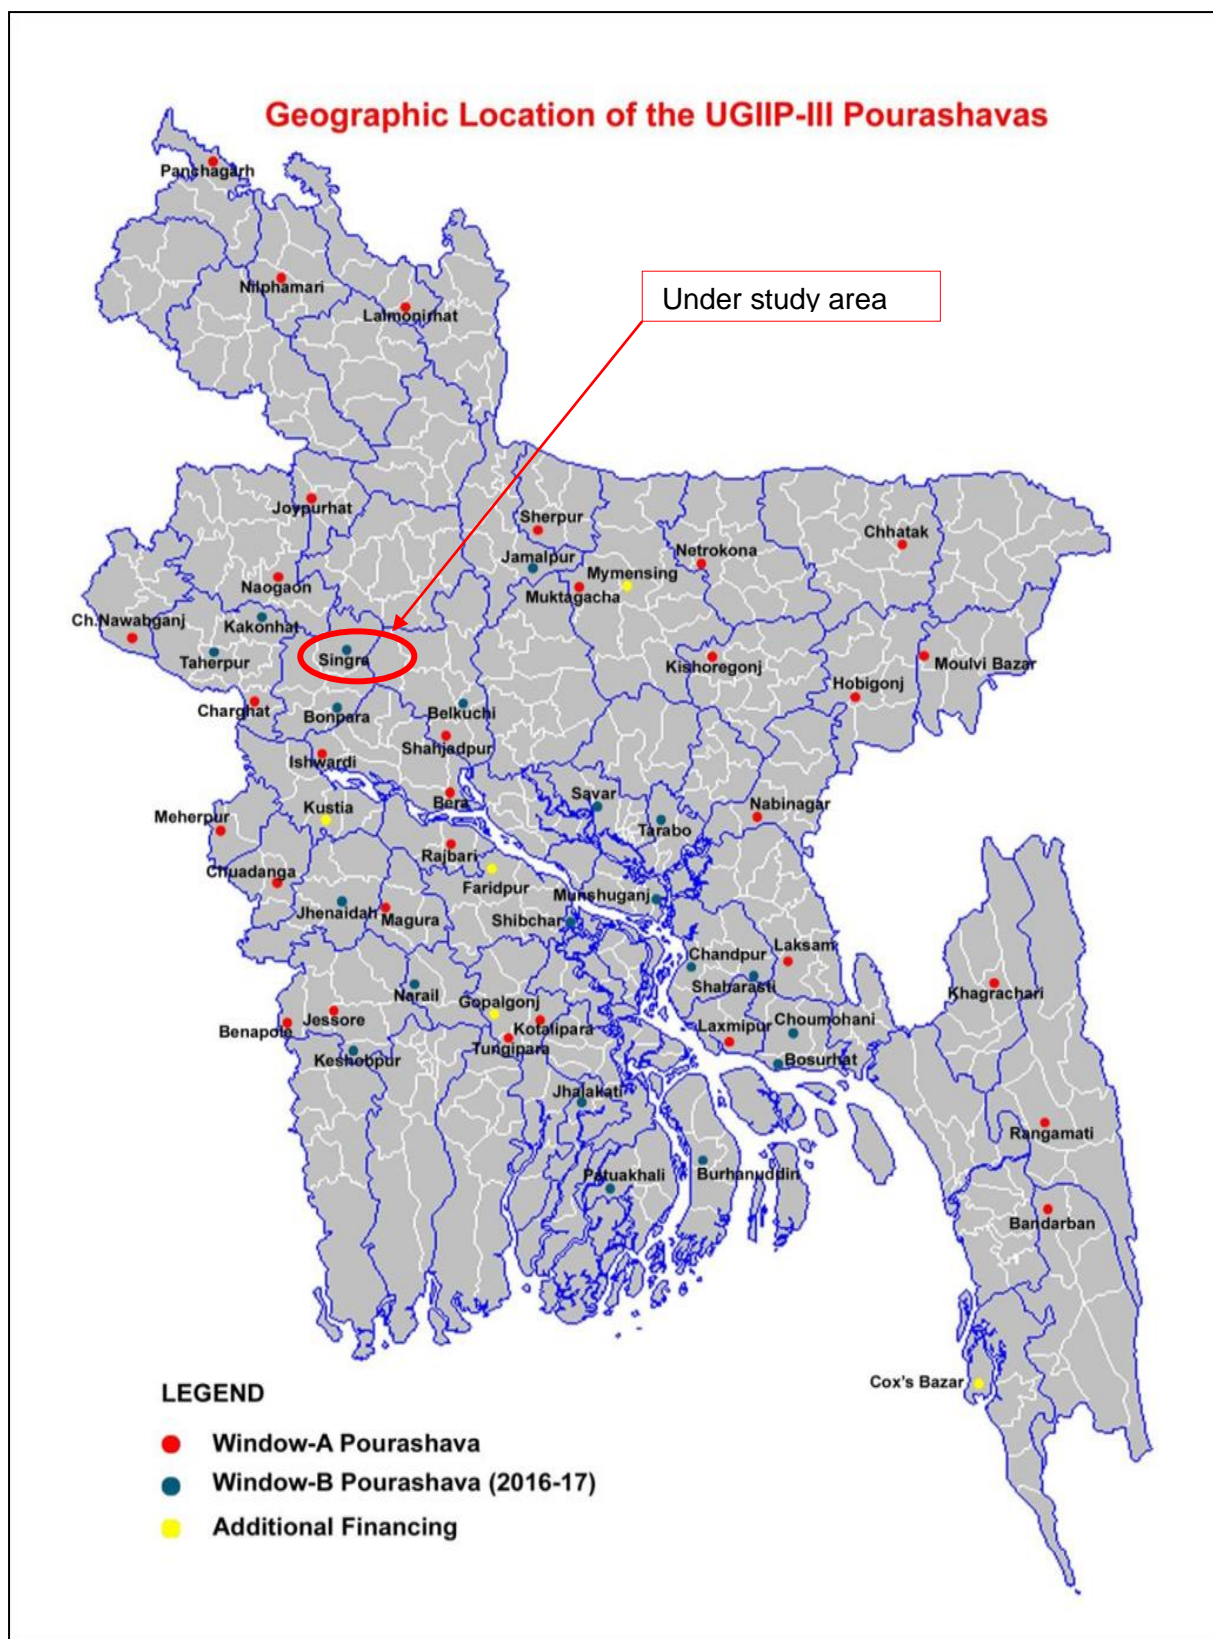 Geographic Location of the UGIIP-III Pourashavas
Panchagarh
Nilphamari
Lalmonirhat
Under study area
Joypurhat
Sherpur
Chhatak
Jamalpur
Netrokona
Mymensing
Naogaon
Muktagacha
Ch.Nawabganj
Kakonhat
Taherpur
Singra
Kishoregonj
Moulvi Bazar
Hobigonj
Charghat
Bonpara
Belkuchi
Shahjadpur
Ishwardi
Bera
Savar
Nabinagar
Kustia
Meherpur
Tarabo
Rajbari
Chuadanga
Faridpur
Munshuganj
Jhenaidah
Magura
Shibchar
Chandpur
Laksam
Shaharasti
Khagrachari
Narail
Gopalgonj
Jessore
Benapole
Kotalipara
Laxmipur
Choumohani
Tungipara
Keshobpur
Bosurhat
Jhalakati
Rangamati
Patuakhali
Burhanuddin
Bandarban
Cox's Bazar
LEGEND
Window-A Pourashava
Window-B Pourashava (2016-17)
Additional Financing